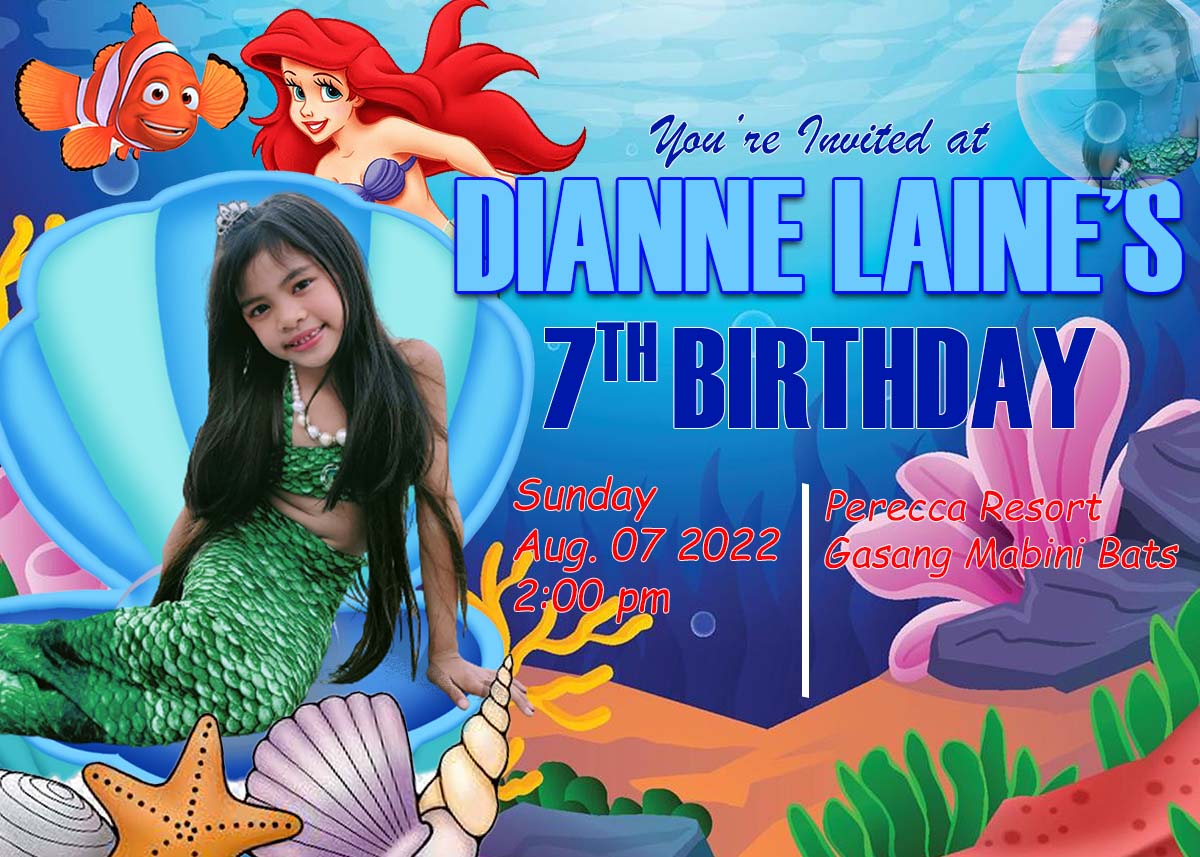 You're Invited at
DIANNE LAINE'S
7TH BIRTHDAY
Sunday
Aug. 07 2022
2:00 pm
Perecca Resort
Gasang Mabini Bats